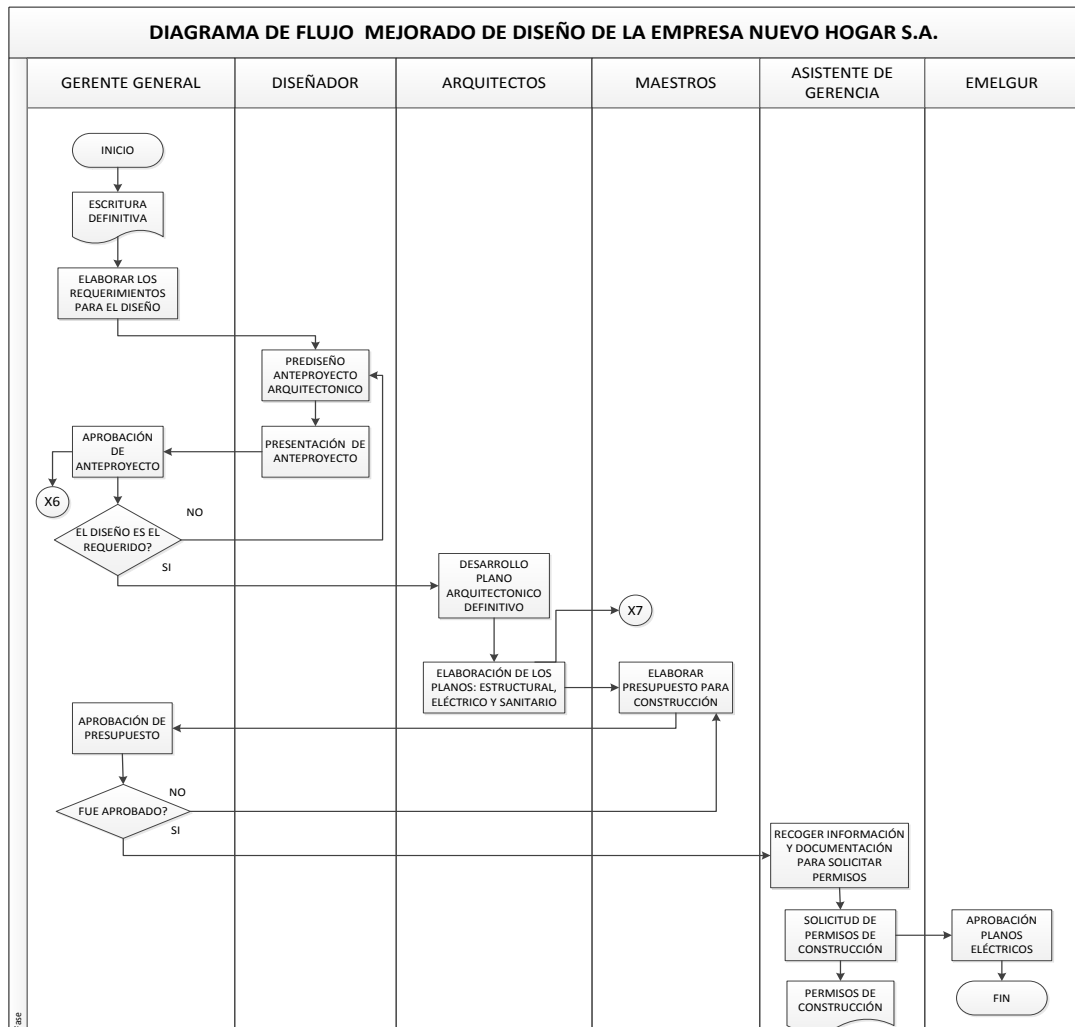 DIAGRAMA DE FLUJO MEJORADO DE DISEÑO DE LA EMPRESA NUEVO HOGAR S.A.
GERENTE GENERAL
DISEÑADOR
ARQUITECTOS
MAESTROS
ASISTENTE DE
GERENCIA
EMELGUR
INICIO
ESCRITURA
DEFINITIVA
ELABORAR LOS
REQUERIMIENTOS
PARA EL DISEÑO
PREDISEÑO
ANTEPROYECTO
ARQUITECTONICO
PRESENTACIÓN DE
ANTEPROYECTO
APROBACIÓN
DE
ANTEPROYECTO
X6
EL DISEÑO ES EL
REQUERIDO?
NO
SI
DESARROLLO
PLANO
ARQUITECTONICO
DEFINITIVO
X7
ELABORACIÓN DE LOS
PLANOS: ESTRUCTURAL,
ELÉCTRICO Y SANITARIO
ELABORAR
PRESUPUESTO PARA
CONSTRUCCIÓN
APROBACIÓN DE
PRESUPUESTO
FUE APROBADO?
NO
SI
RECOGER INFORMACIÓN
Y DOCUMENTACIÓN
PARA SOLICITAR
PERMISOS
SOLICITUD DE
PERMISOS DE
CONSTRUCCIÓN
APROBACIÓN
PLANOS
ELÉCTRICOS
PERMISOS DE
CONSTRUCCIÓN
FIN